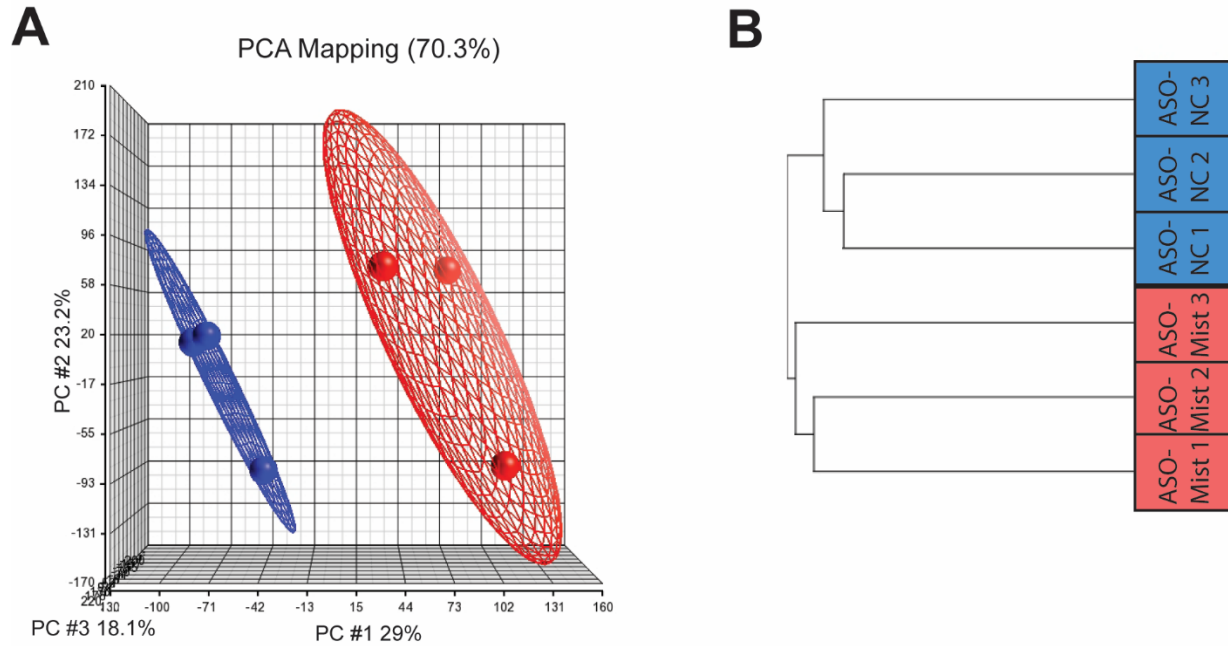 A
PCA Mapping (70.3%)
210
172
134
96
58
20
-17
-55
-93
-131
-170
PC #2 23.2%
220
-130
-100
-71
-42
-13
15
44
73
102
131
160
PC #3 18.1%
PC #1 29%
B
ASO-
NC 3
ASO-
NC 2
ASO-
NC 1
ASO-
Mist 3
ASO-
Mist 2
ASO-
Mist 1